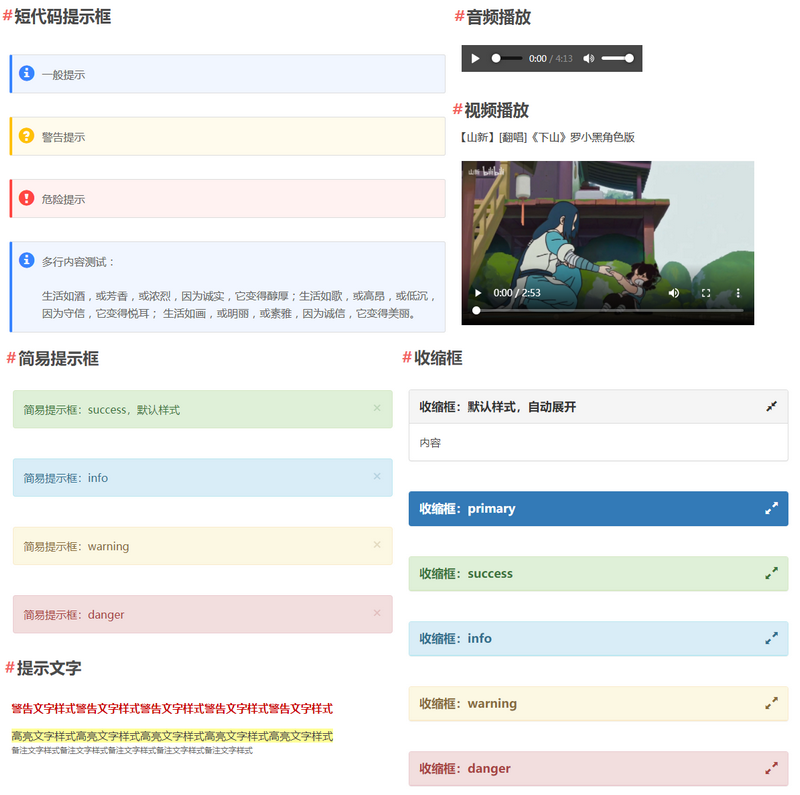 #短代码提示框
一般提示
警告提示
危险提示
多行内容测试：
生活如酒，或芳香，或浓烈，因为诚实，它变得醇厚；生活如歌，或高昂，或低沉，
因为守信，它变得悦耳； 生活如画，或明丽，或素雅，因为诚信，它变得美丽。
#音频播放
0:00 / 4:13
#视频播放
【山新】[翻唱]《下山》罗小黑角色版
山新 bilibili
0:00 / 2:53
#简易提示框
简易提示框：success，默认样式
简易提示框：info
简易提示框：warning
简易提示框：danger
#提示文字
警告文字样式警告文字样式警告文字样式警告文字样式警告文字样式
高亮文字样式高亮文字样式高亮文字样式高亮文字样式高亮文字样式
备注文字样式备注文字样式备注文字样式备注文字样式备注文字样式
#收缩框
收缩框：默认样式，自动展开
内容
收缩框：primary
收缩框：success
收缩框：info
收缩框：warning
收缩框：danger